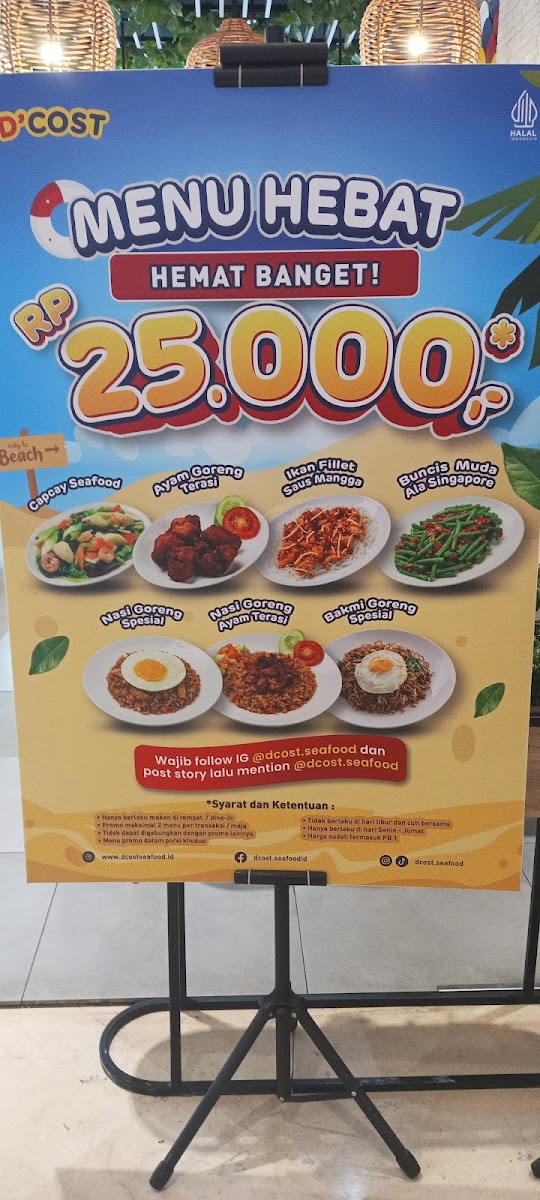 D'COST
HALAL
INDONESIA
MENU HEBAT
HEMAT BANGET!
RP
25.000,-*
Way to
Beach →
Capcay Seafood
Ayam Goreng
Terasi
Ikan Fillet
Saus Mangga
Buncis Muda
Ala Singapore
Nasi Goreng
Spesial
Nasi Goreng
Ayam Terasi
Bakmi Goreng
Spesial
Wajib follow IG @dcost.seafood dan
post story lalu mention @dcost.seafood
*Syarat dan Ketentuan :
• Hanya berlaku makan di tempat / dine-in
• Promo maksimal 2 menu per transaksi / meja
• Tidak dapat digabungkan dengan promo lainnya
• Menu promo dalam porsi khusus
• Tidak berlaku di hari libur dan cuti bersama
• Hanya berlaku di hari Senin - Jumat
• Harga sudah termasuk PB 1
www.dcostseafood.id
dcost.seafoodid
dcost.seafood